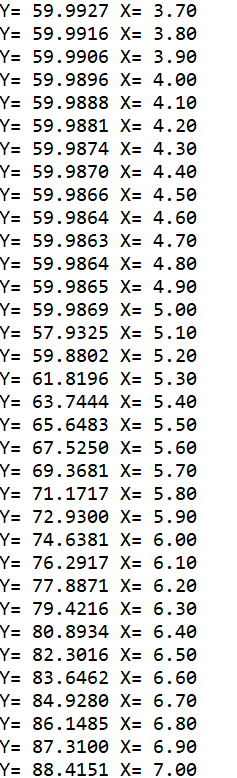 Y= 59.9927 X= 3.70
Y= 59.9916 X= 3.80
Y= 59.9906 X= 3.90
Y= 59.9896 X= 4.00
Y= 59.9888 X= 4.10
Y= 59.9881 X= 4.20
Y= 59.9874 X= 4.30
Y= 59.9870 X= 4.40
Y= 59.9866 X= 4.50
Y= 59.9864 X= 4.60
Y= 59.9863 X= 4.70
Y= 59.9864 X= 4.80
Y= 59.9865 X= 4.90
Y= 59.9869 X= 5.00
Y= 57.9325 X= 5.10
Y= 59.8802 X= 5.20
Y= 61.8196 X= 5.30
Y= 63.7444 X= 5.40
Y= 65.6483 X= 5.50
Y= 67.5250 X= 5.60
Y= 69.3681 X= 5.70
Y= 71.1717 X= 5.80
Y= 72.9300 X= 5.90
Y= 74.6381 X= 6.00
Y= 76.2917 X= 6.10
Y= 77.8871 X= 6.20
Y= 79.4216 X= 6.30
Y= 80.8934 X= 6.40
Y= 82.3016 X= 6.50
Y= 83.6462 X= 6.60
Y= 84.9280 X= 6.70
Y= 86.1485 X= 6.80
Y= 87.3100 X= 6.90
Y= 88.4151 X= 7.00